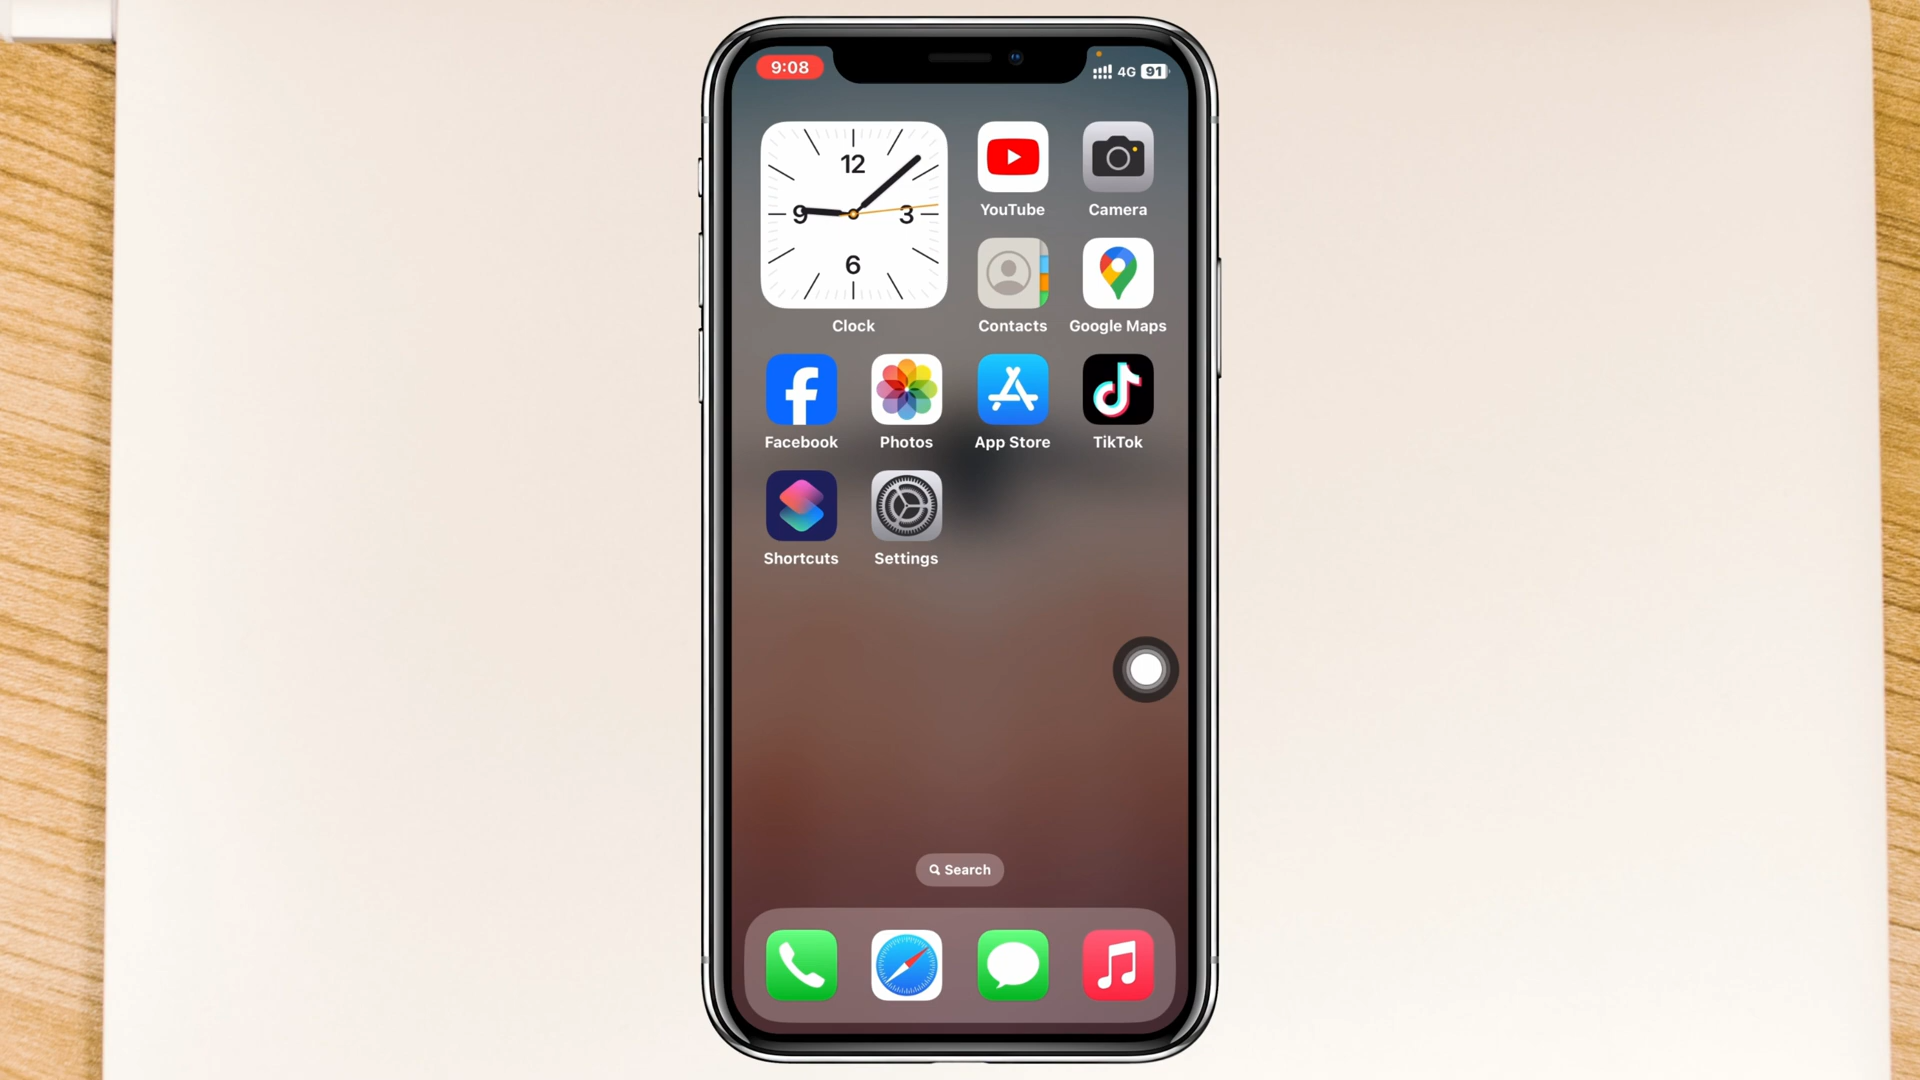 9:08
4G 91
12
9 3
6
Clock
YouTube
Camera
Contacts
Google Maps
Facebook
Photos
App Store
TikTok
Shortcuts
Settings
Search